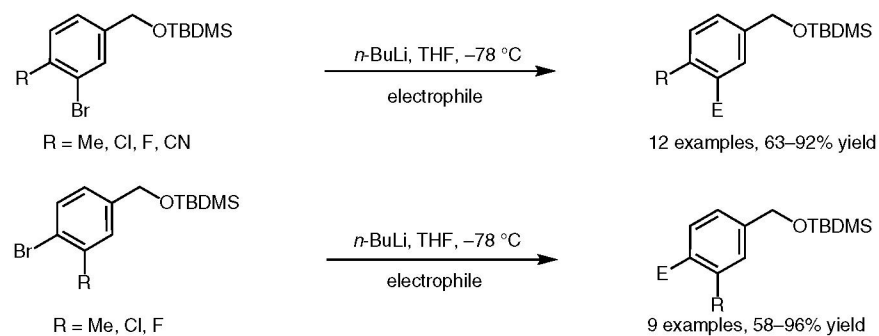 OTBDMS
R
Br
R = Me, Cl, F, CN
n-BuLi, THF, –78 °C
electrophile
OTBDMS
R
E
12 examples, 63–92% yield
OTBDMS
Br
R
R = Me, Cl, F
n-BuLi, THF, –78 °C
electrophile
OTBDMS
E
R
9 examples, 58–96% yield